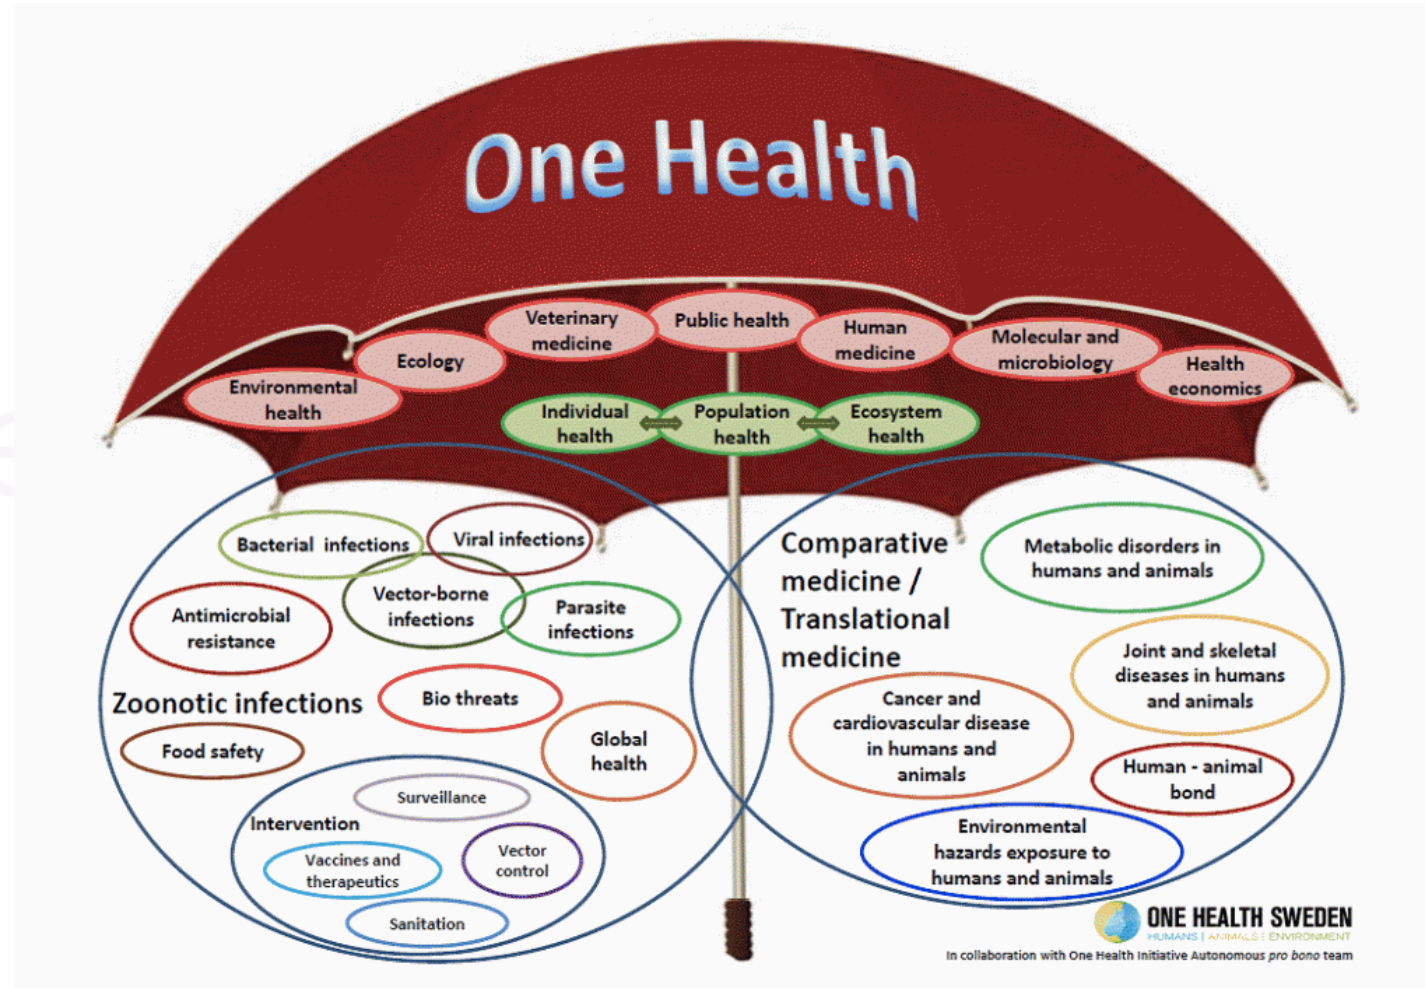 One Health
Veterinary
medicine
Public health
Human
medicine
Molecular and
microbiology
Ecology
Health
economics
Environmental
health
Individual
health
Population
health
Ecosystem
health
Bacterial infections
Viral infections
Vector-borne
infections
Parasite
infections
Antimicrobial
resistance
Zoonotic infections
Bio threats
Food safety
Global
health
Surveillance
Intervention
Vaccines and
therapeutics
Vector
control
Sanitation
Comparative
medicine /
Translational
medicine
Metabolic disorders in
humans and animals
Joint and skeletal
diseases in humans
and animals
Cancer and
cardiovascular disease
in humans and
animals
Human - animal
bond
Environmental
hazards exposure to
humans and animals
ONE HEALTH SWEDEN
HUMANS | ANIMALS | ENVIRONMENT
In collaboration with One Health Initiative Autonomous pro bono team